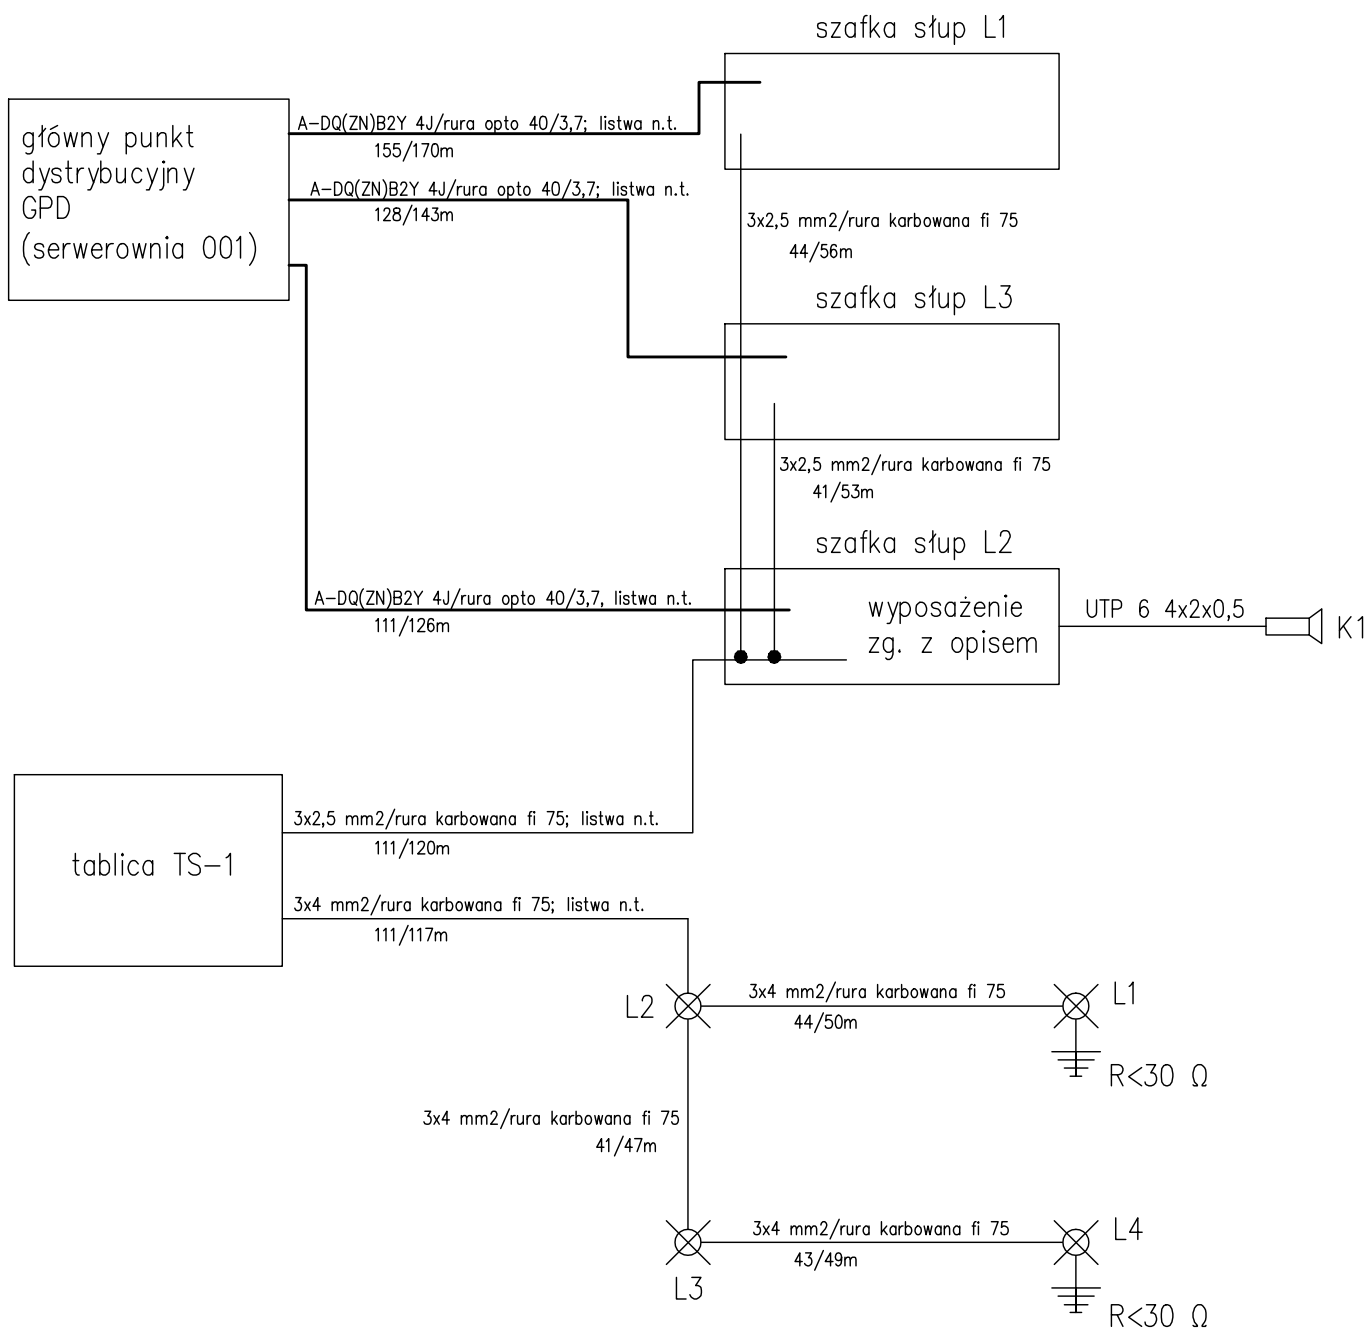 szafka słup L1
główny punkt
dystrybucyjny
GPD
(serwerownia 001)
A-DQ(ZN)B2Y 4J/rura opto 40/3,7; listwa n.t.
155/170m
A-DQ(ZN)B2Y 4J/rura opto 40/3,7; listwa n.t.
128/143m
3x2,5 mm2/rura karbowana fi 75
44/56m
szafka słup L3
3x2,5 mm2/rura karbowana fi 75
41/53m
szafka słup L2
A-DQ(ZN)B2Y 4J/rura opto 40/3,7, listwa n.t.
111/126m
wyposażenie
zg. z opisem
UTP 6 4x2x0,5
K1
tablica TS-1
3x2,5 mm2/rura karbowana fi 75; listwa n.t.
111/120m
3x4 mm2/rura karbowana fi 75; listwa n.t.
111/117m
L2
3x4 mm2/rura karbowana fi 75
44/50m
L1
R<30 Ω
3x4 mm2/rura karbowana fi 75
41/47m
L3
3x4 mm2/rura karbowana fi 75
43/49m
L4
R<30 Ω